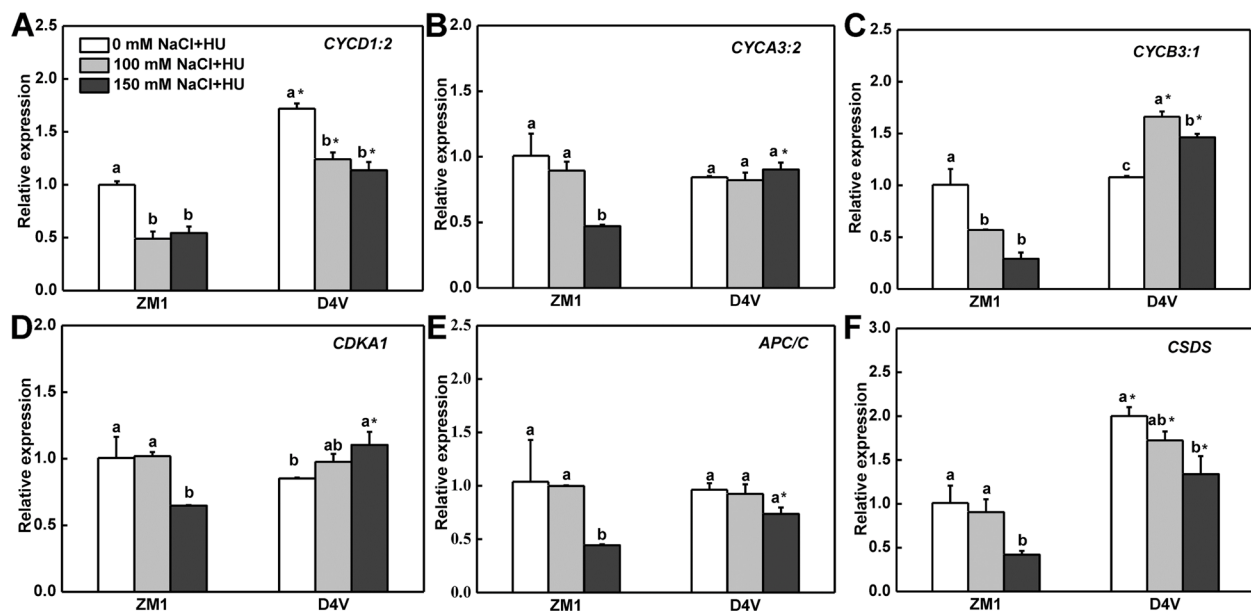 A
CYCD1:2
0 mM NaCl+HU
100 mM NaCl+HU
150 mM NaCl+HU
Relative expression
2.5
2.0
1.5
1.0
0.5
0.0
a
b
b
a*
b*
b*
ZM1
D4V
B
CYCA3:2
Relative expression
2.0
1.5
1.0
0.5
0.0
a
a
b
a
a
a*
ZM1
D4V
C
CYCB3:1
Relative expression
2.5
2.0
1.5
1.0
0.5
0.0
a
b
b
c
a*
b*
ZM1
D4V
D
CDKA1
Relative expression
2.0
1.5
1.0
0.5
0.0
a
a
b
b
ab
a*
ZM1
D4V
E
APC/C
Relative expression
2.5
2.0
1.5
1.0
0.5
0.0
a
a
b
a
a
a*
ZM1
D4V
F
CSDS
Relative expression
3.0
2.5
2.0
1.5
1.0
0.5
0.0
a
a
b
a*
ab*
b*
ZM1
D4V